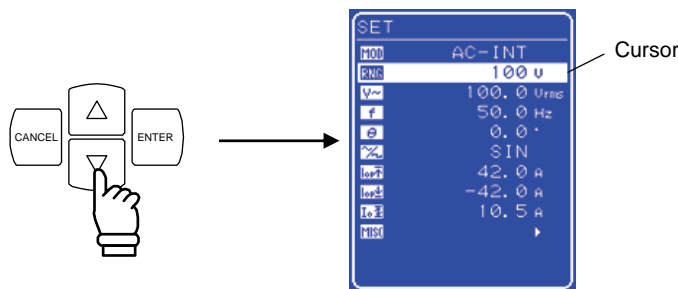 SET
MOD AC-INT
RNG 100 V
V~ 100.0 Vrms
f 50.0 Hz
θ 0.0 °
SIN
42.0 A
-42.0 A
10.5 A
MISC
Cursor
CANCEL
ENTER